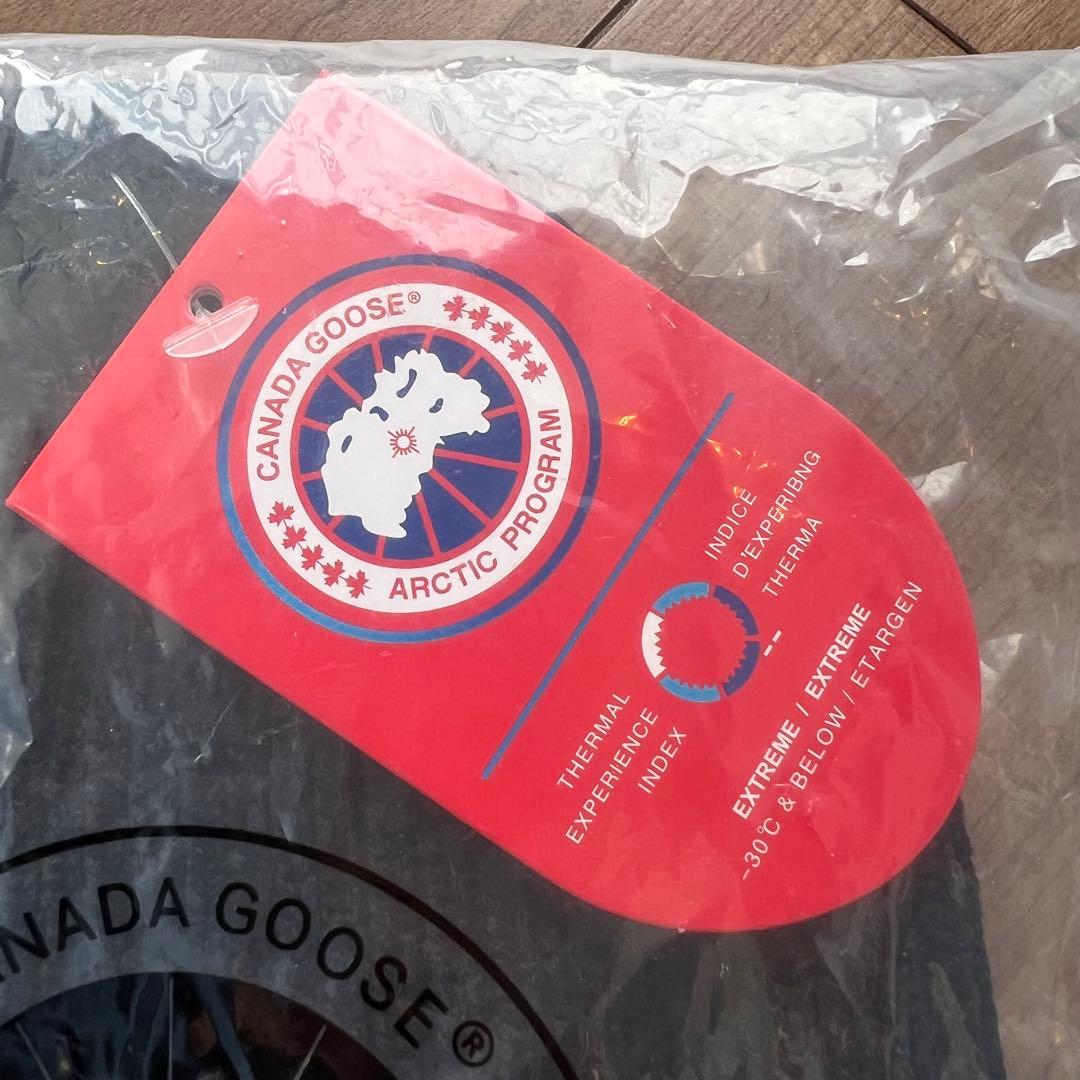 CANADA GOOSE®
ARCTIC PROGRAM
THERMAL
EXPERIENCE
INDEX
INDICE
D'EXPERIBNG
THERMA
--
EXTREME / EXTREME
-30°C & BELOW / ETARGEN
NADA GOOSE®